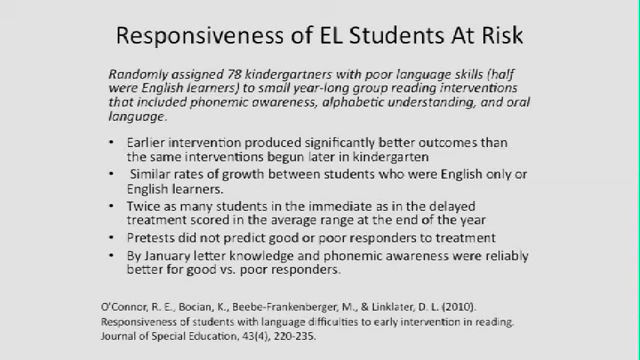 Responsiveness of EL Students At Risk
Randomly assigned 78 kindergartners with poor language skills (half
were English learners) to small year-long group reading interventions
that included phonemic awareness, alphabetic understanding, and oral
language.
• Earlier intervention produced significantly better outcomes than
the same interventions begun later in kindergarten
• Similar rates of growth between students who were English only or
English learners.
• Twice as many students in the immediate as in the delayed
treatment scored in the average range at the end of the year
• Pretests did not predict good or poor responders to treatment
• By January letter knowledge and phonemic awareness were reliably
better for good vs. poor responders.
O'Connor, R. E., Bocian, K., Beebe-Frankenberger, M., & Linklater, D. L. (2010).
Responsiveness of students with language difficulties to early intervention in reading.
Journal of Special Education, 43(4), 220-235.